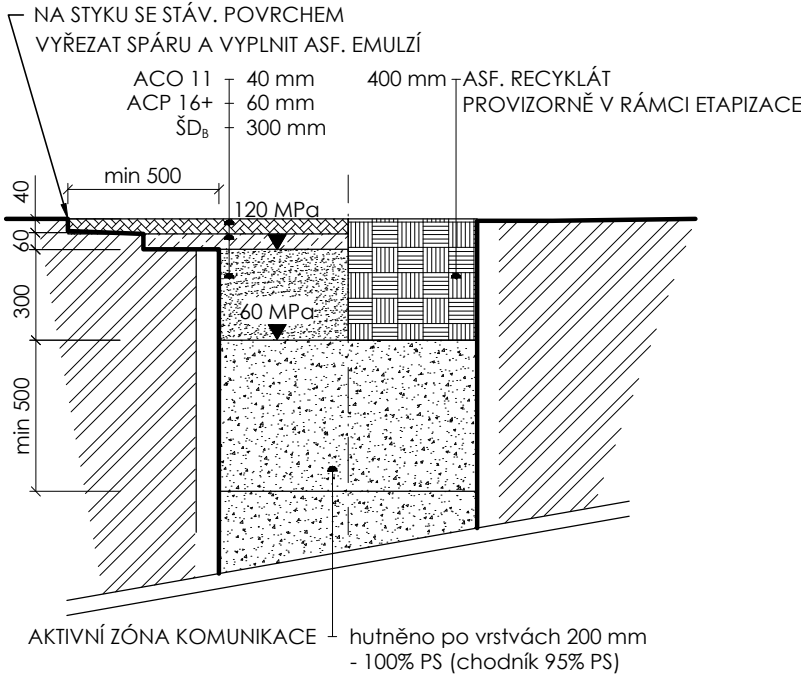 NA STYKU SE STÁV. POVRCHEM
VYŘEZAT SPÁRU A VYPLNIT ASF. EMULZÍ
ACO 11 40 mm
ACP 16+ 60 mm
ŠDB 300 mm
400 mm ASF. RECYKLÁT
PROVIZORNĚ V RÁMCI ETAPIZACE
min 500
40
60
300
min 500
120 MPa
60 MPa
AKTIVNÍ ZÓNA KOMUNIKACE
hutněno po vrstvách 200 mm
- 100% PS (chodník 95% PS)